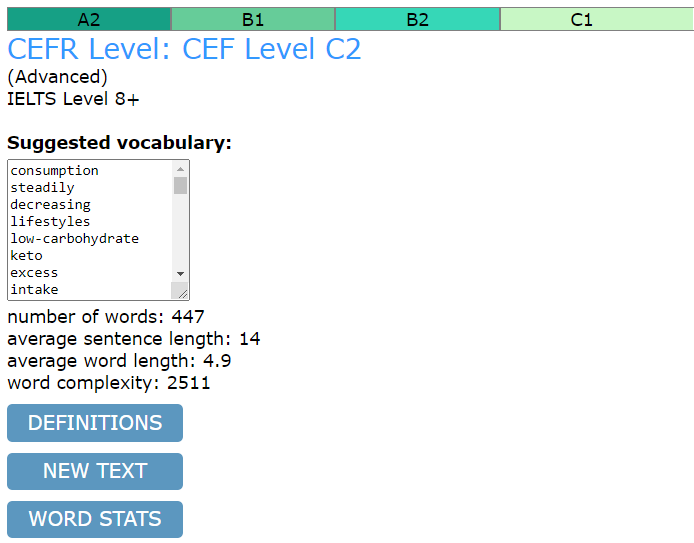 A2 B1 B2 C1
CEFR Level: CEF Level C2
(Advanced)
IELTS Level 8+
Suggested vocabulary:
consumption
steadily
decreasing
lifestyles
low-carbohydrate
keto
excess
intake
number of words: 447
average sentence length: 14
average word length: 4.9
word complexity: 2511
DEFINITIONS
NEW TEXT
WORD STATS